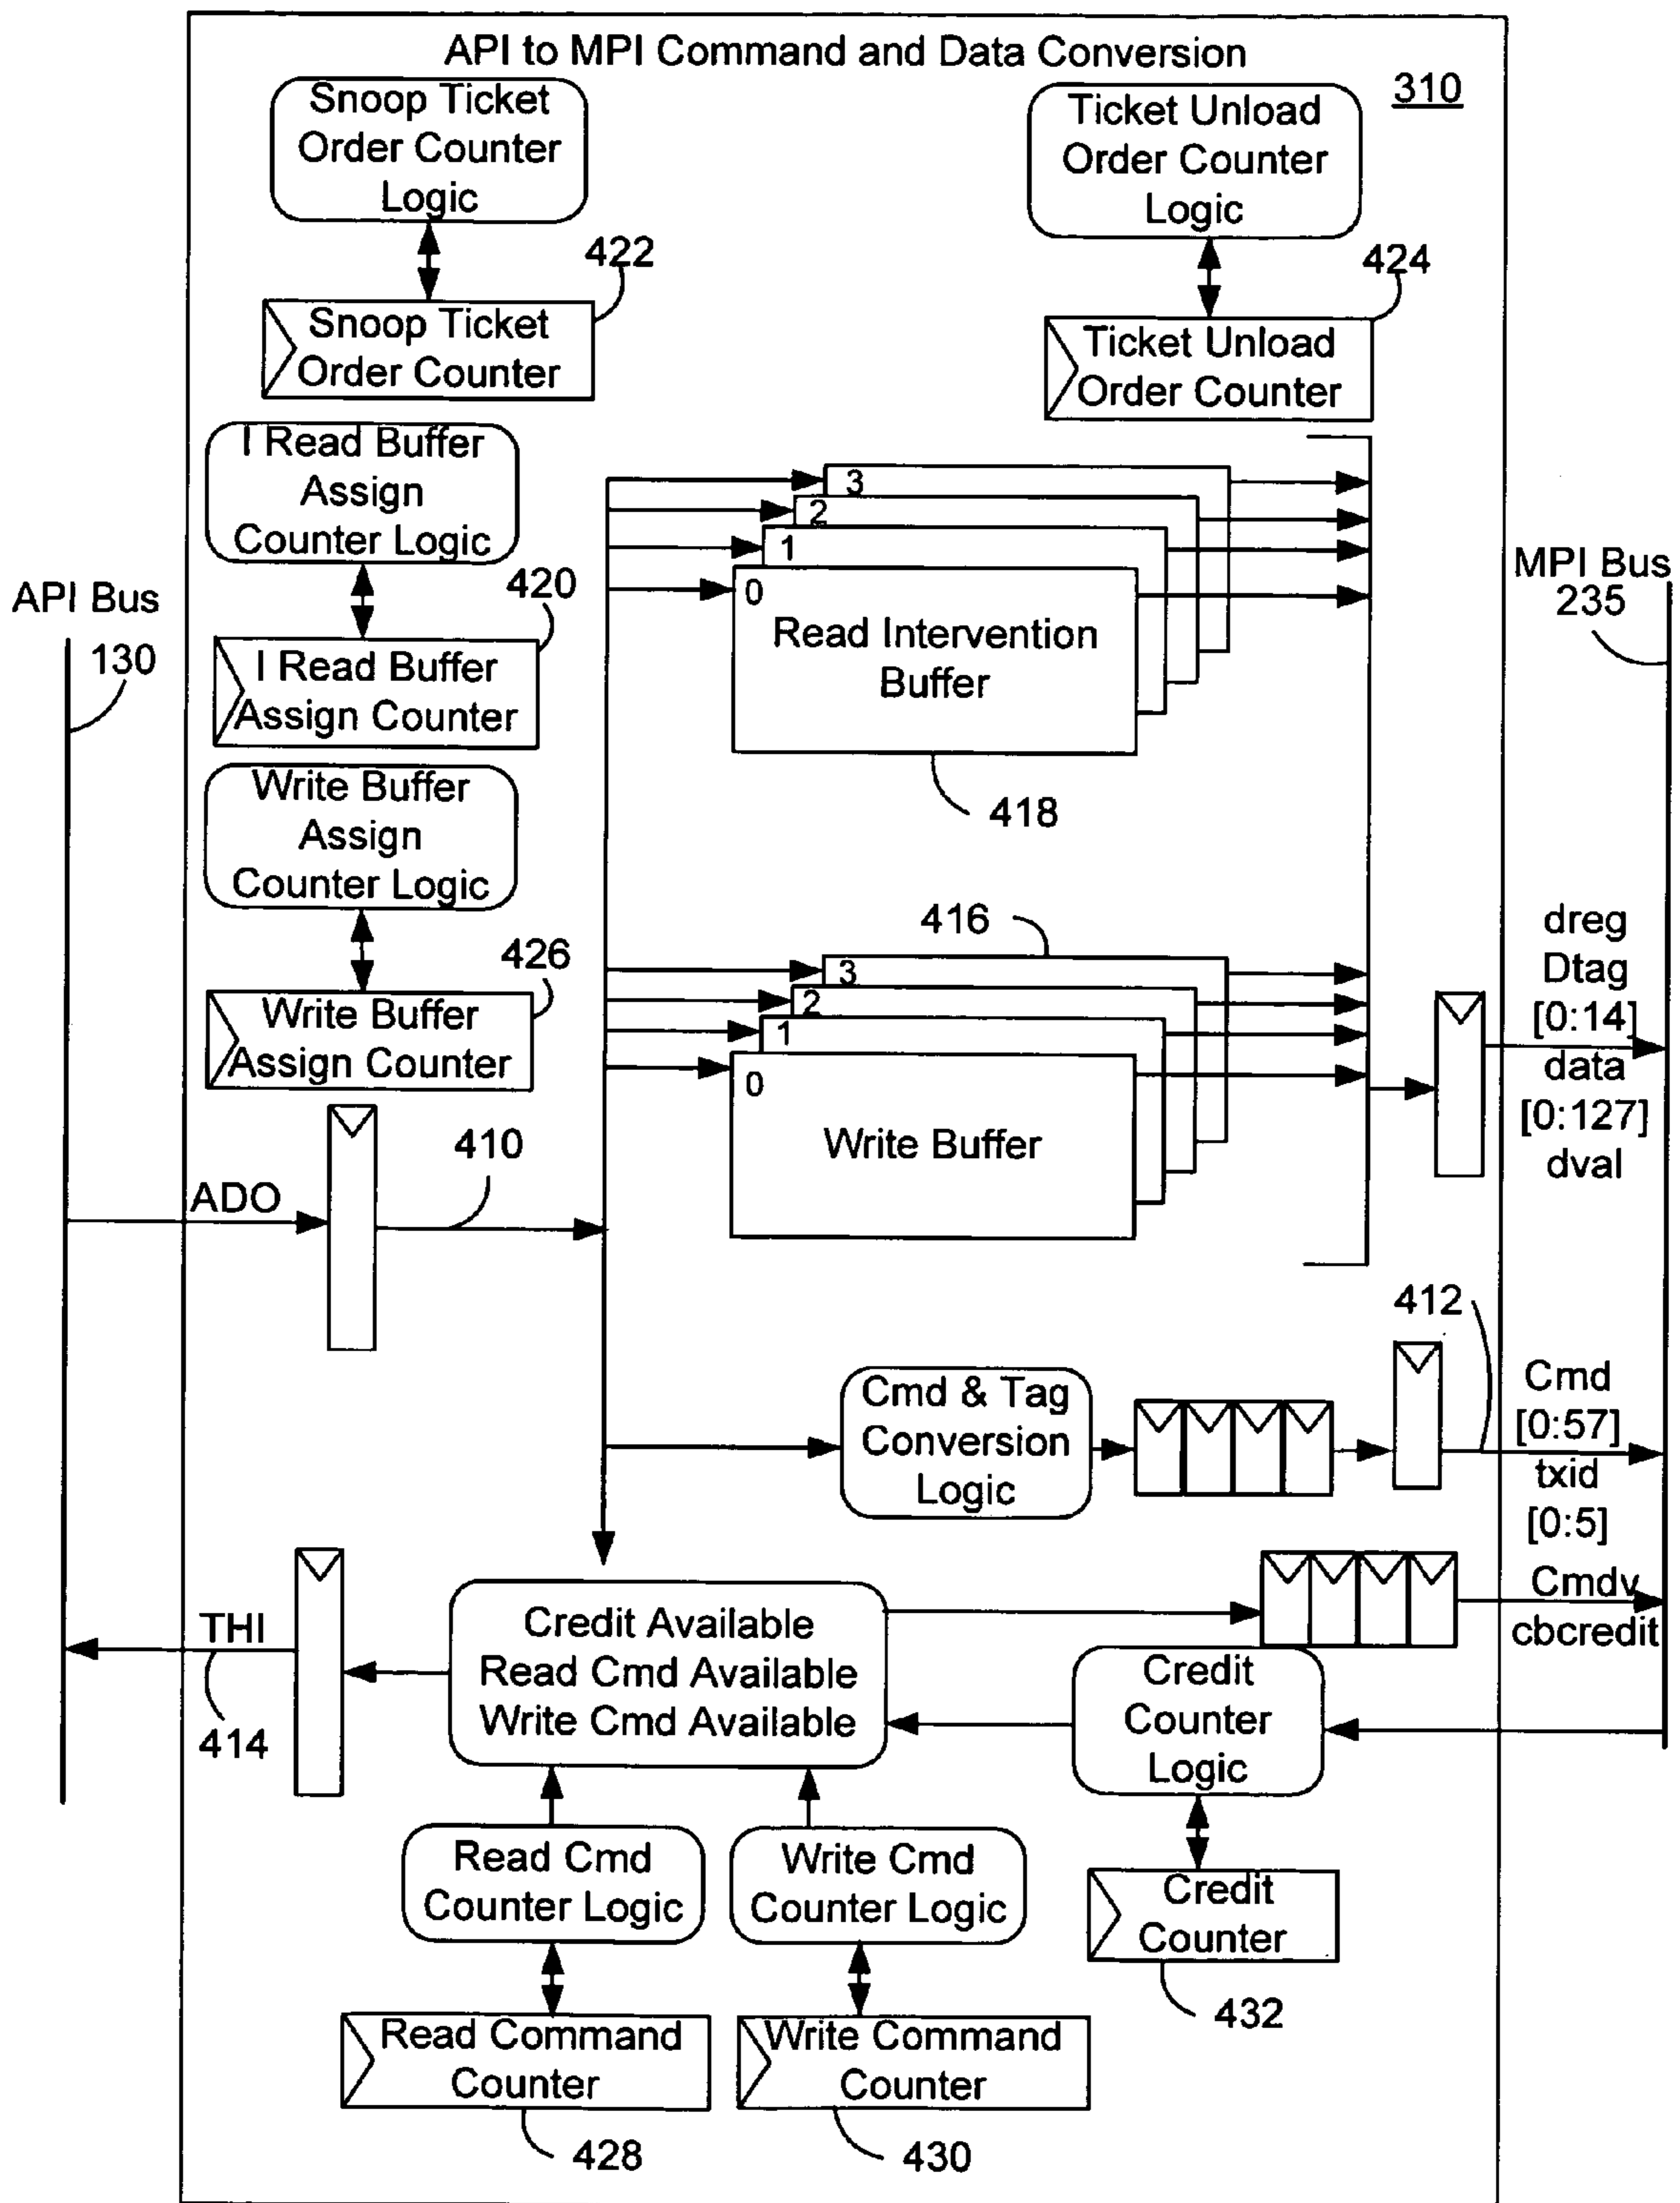 API to MPI Command and Data Conversion
310
Snoop Ticket
Order Counter
Logic
Ticket Unload
Order Counter
Logic
422
424
Snoop Ticket
Order Counter
Ticket Unload
Order Counter
I Read Buffer
Assign
Counter Logic
3
2
1
0
Read Intervention
Buffer
418
API Bus
130
420
I Read Buffer
Assign Counter
MPI Bus
235
Write Buffer
Assign
Counter Logic
416
3
2
1
0
Write Buffer
426
Write Buffer
Assign Counter
dreg
Dtag
[0:14]
data
[0:127]
dval
ADO
410
412
Cmd & Tag
Conversion
Logic
Cmd
[0:57]
txid
[0:5]
Cmdv
cbcredit
THI
414
Credit Available
Read Cmd Available
Write Cmd Available
Credit
Counter
Logic
Read Cmd
Counter Logic
Write Cmd
Counter Logic
Credit
Counter
432
Read Command
Counter
Write Command
Counter
428
430